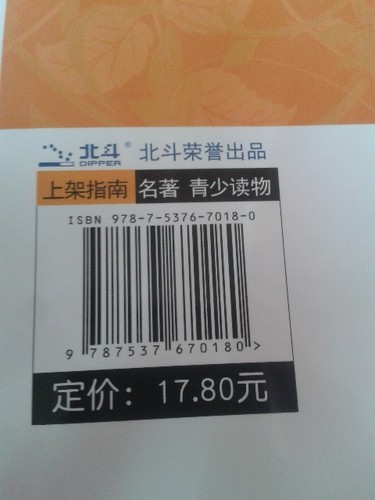 北斗® 北斗荣誉出品
DIPPER
上架指南 名著 青少读物
ISBN 978-7-5376-7018-0
9 787537 670180 >
定价：17.80元